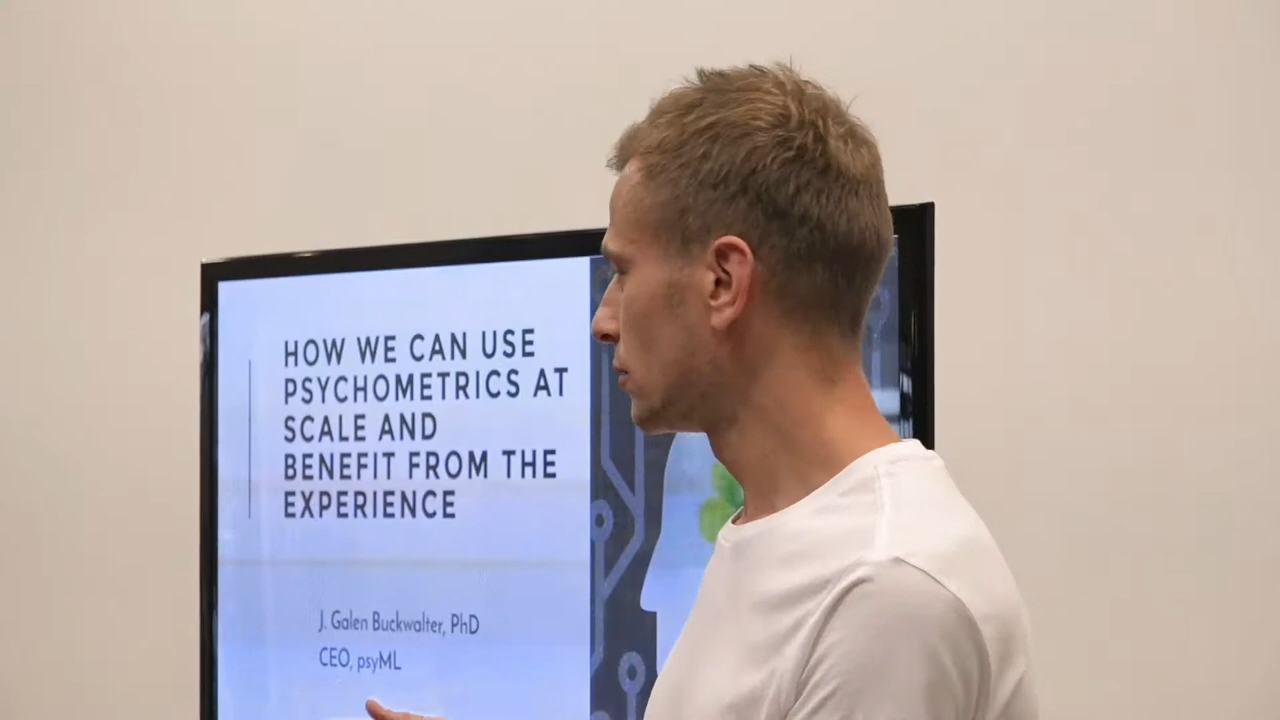 HOW WE CAN USE
PSYCHOMETRICS AT
SCALE AND
BENEFIT FROM THE
EXPERIENCE
J. Galen Buckwalter, PhD
CEO, psyML